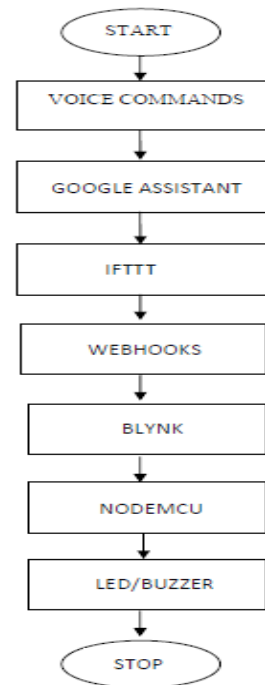 START
VOICE COMMANDS
GOOGLE ASSISTANT
IFTTT
WEBHOOKS
BLYNK
NODEMCU
LED/BUZZER
STOP